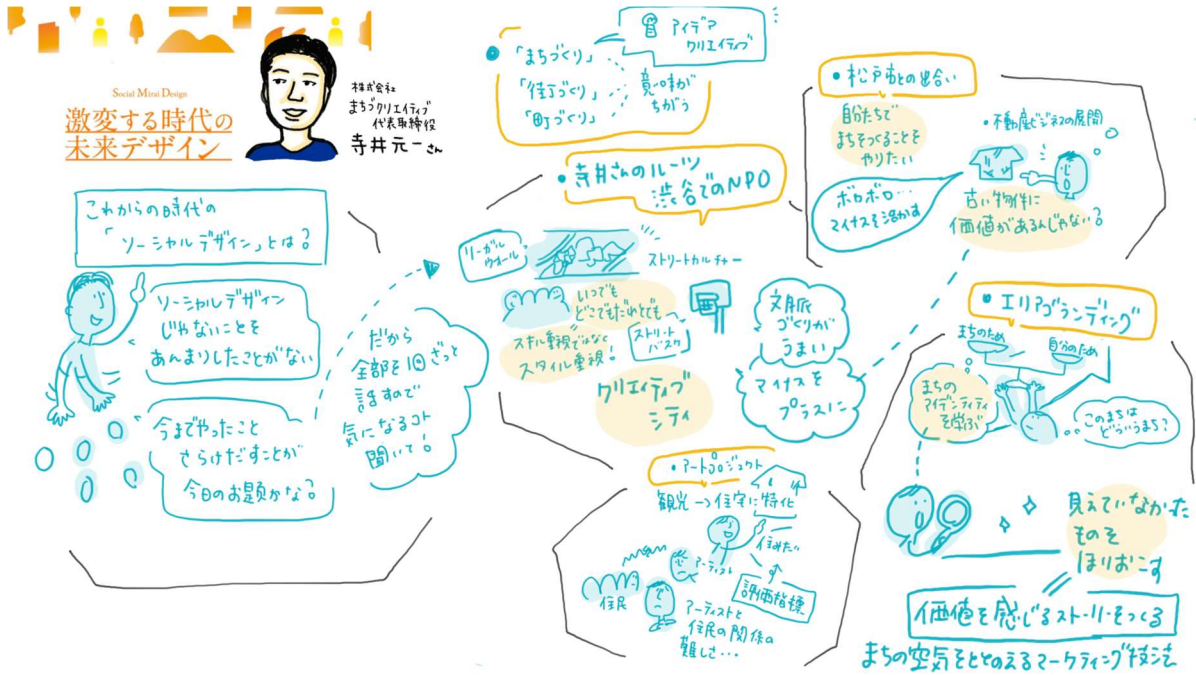 Social Mirai Design
激変する時代の
未来デザイン
株式会社
まちづクリエイティブ
代表取締役
寺井元一さん
これからの時代の
「ソーシャルデザイン」とは?
ソーシャルデザイン
じゃないことを
あんまりしたことがない
今までやったこと
さらけだすことが
今日のお題かな?
だから
全部を1回ざっと
話すので
気になるコト
聞いて!
「まちづくり」
「街づくり」
「町づくり」
アイデア
クリエイティブ
意味が
ちがう
・寺井さんのルーツ
渋谷でのNPO
リーガル
ウォール
ストリートカルチャー
いつでも
どこでもだれとでも
スキル重視ではなく
スタイル重視!
ストリート
バスケ
クリエイティブ
シティ
文脈
づくりが
うまい
マイナスを
プラスに
・アートプロジェクト
観光→住宅に特化
住みたい
アーティスト
住民
評価指標
アーティストと
住民の関係の
難しさ…
・松戸市との出合い
自分たちで
まちをつくることを
やりたい
・不動産ビジネスの展開
ボロボロ…
マイナスを活かす
古い物件に
価値があるんじゃない?
・エリアブランディング
まちのため
自分のため
まちの
アイデンティティ
を学ぶ
このまちは
どういうまち?
見えていなかった
ものを
ほりおこす
価値を感じるストーリーをつくる
まちの空気をととのえるマーケティング技法